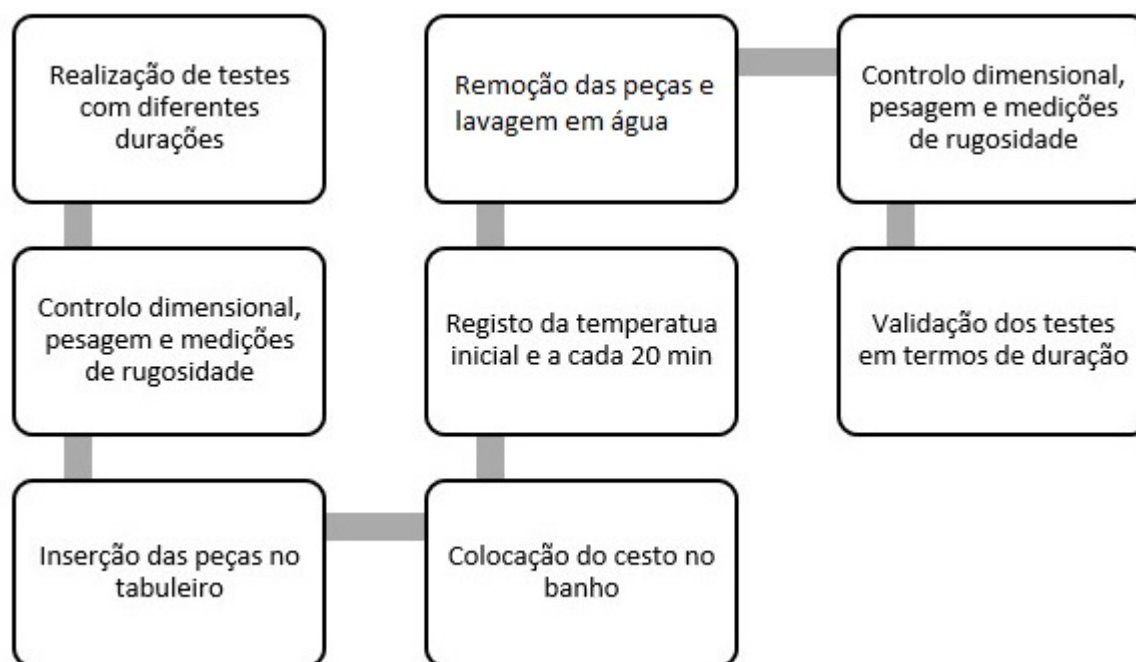 Realização de testes
com diferentes
durações
Controlo dimensional,
pesagem e medições
de rugosidade
Inserção das peças no
tabuleiro
Colocação do cesto no
banho
Registo da temperatua
inicial e a cada 20 min
Remoção das peças e
lavagem em água
Controlo dimensional,
pesagem e medições
de rugosidade
Validação dos testes
em termos de duração